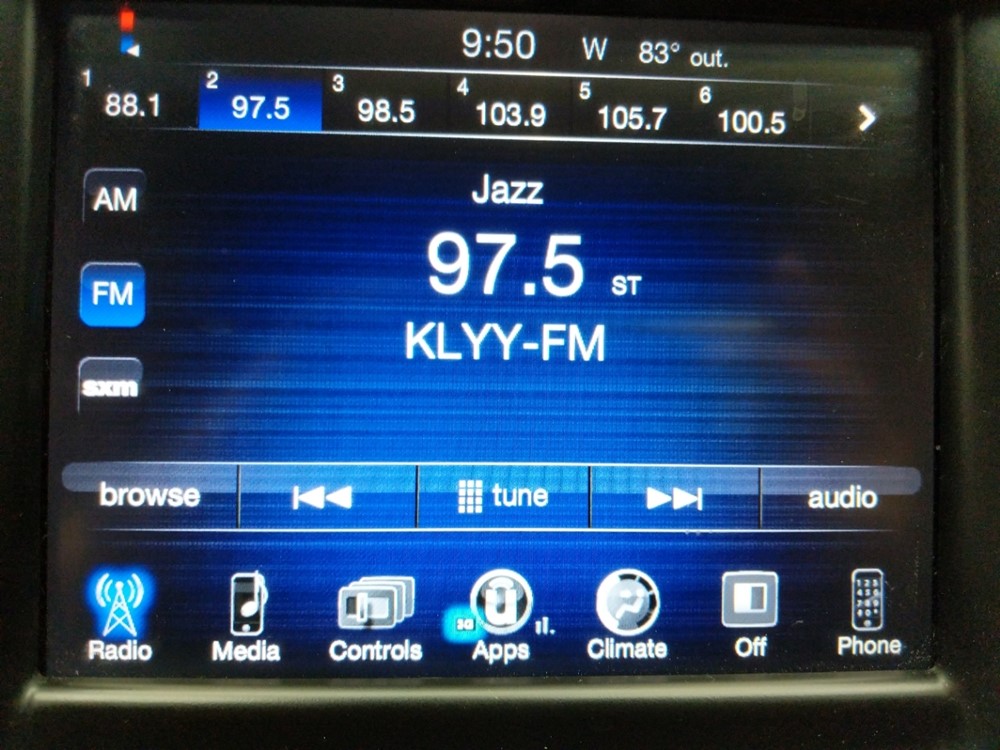 9:50 W 83° out.
1 88.1 2 97.5 3 98.5 4 103.9 5 105.7 6 100.5
AM
Jazz
97.5 ST
FM
KLYY-FM
sxm
browse tune audio
3G
Radio Media Controls Apps Climate Off Phone